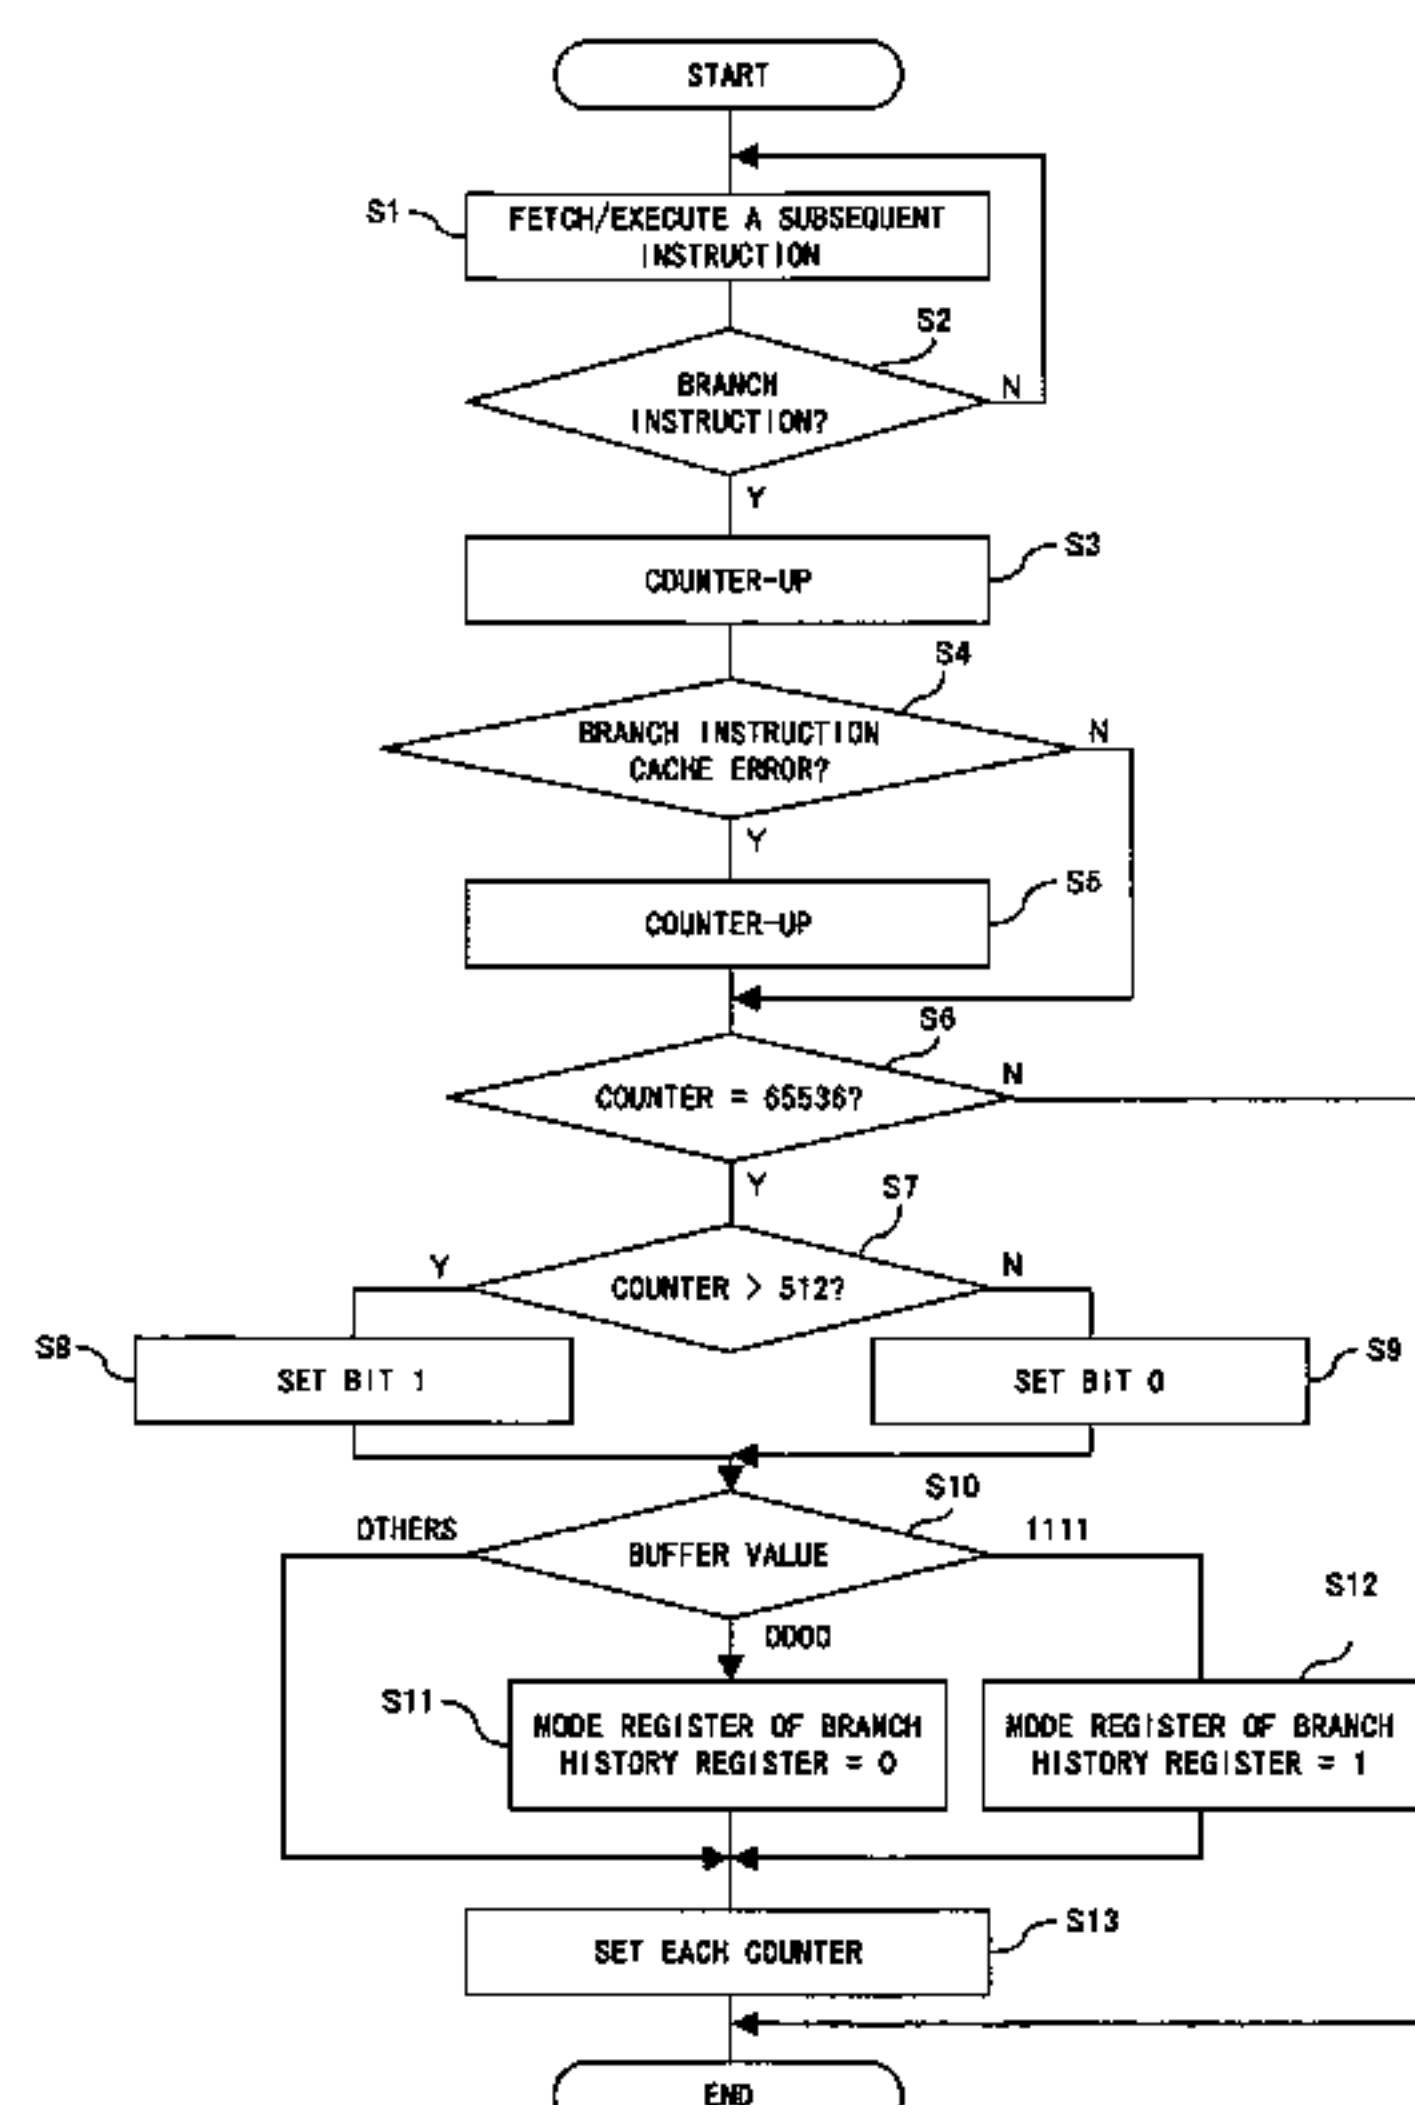 START
S1
FETCH/EXECUTE A SUBSEQUENT
INSTRUCTION
S2
BRANCH
INSTRUCTION?
N
Y
S3
COUNTER-UP
S4
BRANCH INSTRUCTION
CACHE ERROR?
N
Y
S5
COUNTER-UP
S6
COUNTER = 65536?
N
Y
S7
COUNTER > 512?
Y
N
S8
SET BIT 1
SET BIT 0
S9
S10
OTHERS
BUFFER VALUE
1111
0000
S12
S11
MODE REGISTER OF BRANCH
HISTORY REGISTER = 0
MODE REGISTER OF BRANCH
HISTORY REGISTER = 1
S13
SET EACH COUNTER
END